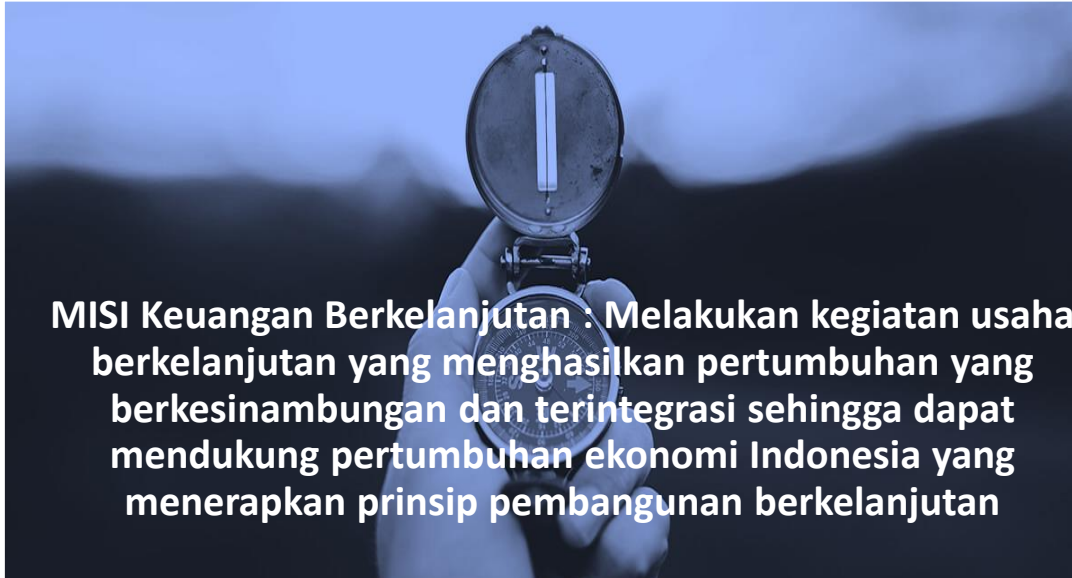 MISI Keuangan Berkelanjutan : Melakukan kegiatan usaha
berkelanjutan yang menghasilkan pertumbuhan yang
berkesinambungan dan terintegrasi sehingga dapat
mendukung pertumbuhan ekonomi Indonesia yang
menerapkan prinsip pembangunan berkelanjutan